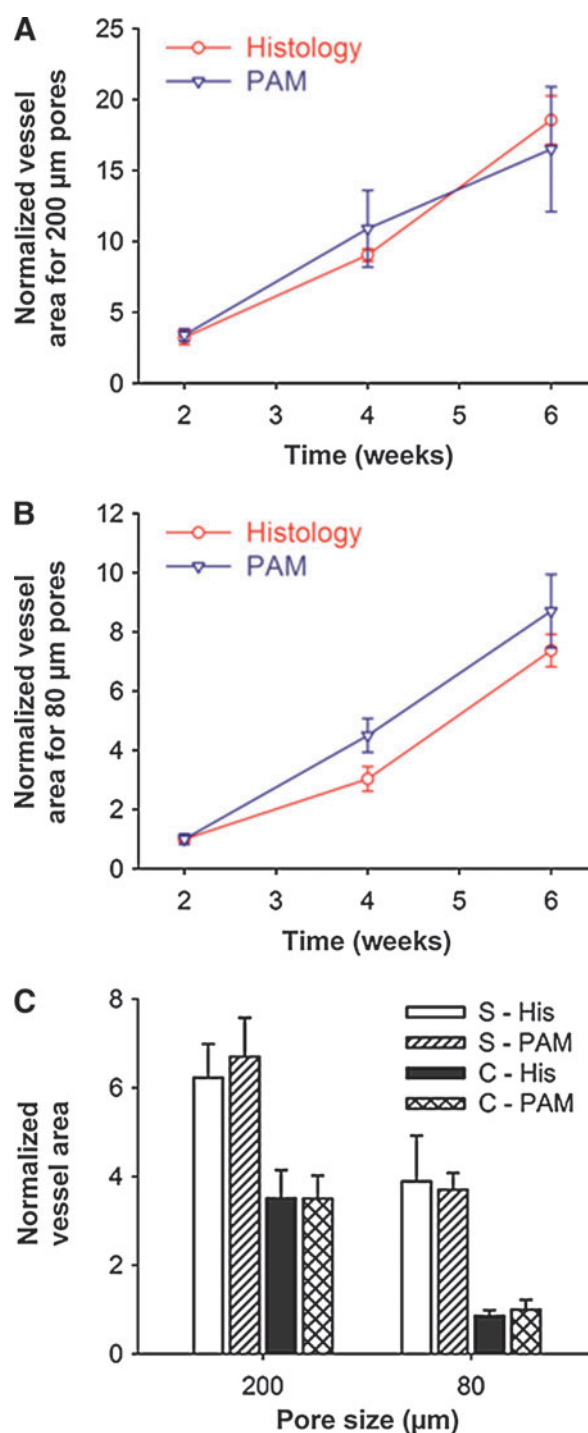 A
Histology
PAM
Normalized vessel
area for 200 µm pores
25
20
15
10
5
0
2 3 4 5 6
Time (weeks)
B
Histology
PAM
Normalized vessel
area for 80 µm pores
12
10
8
6
4
2
0
2 3 4 5 6
Time (weeks)
C
S - His
S - PAM
C - His
C - PAM
Normalized
vessel area
8
6
4
2
0
200 80
Pore size (µm)